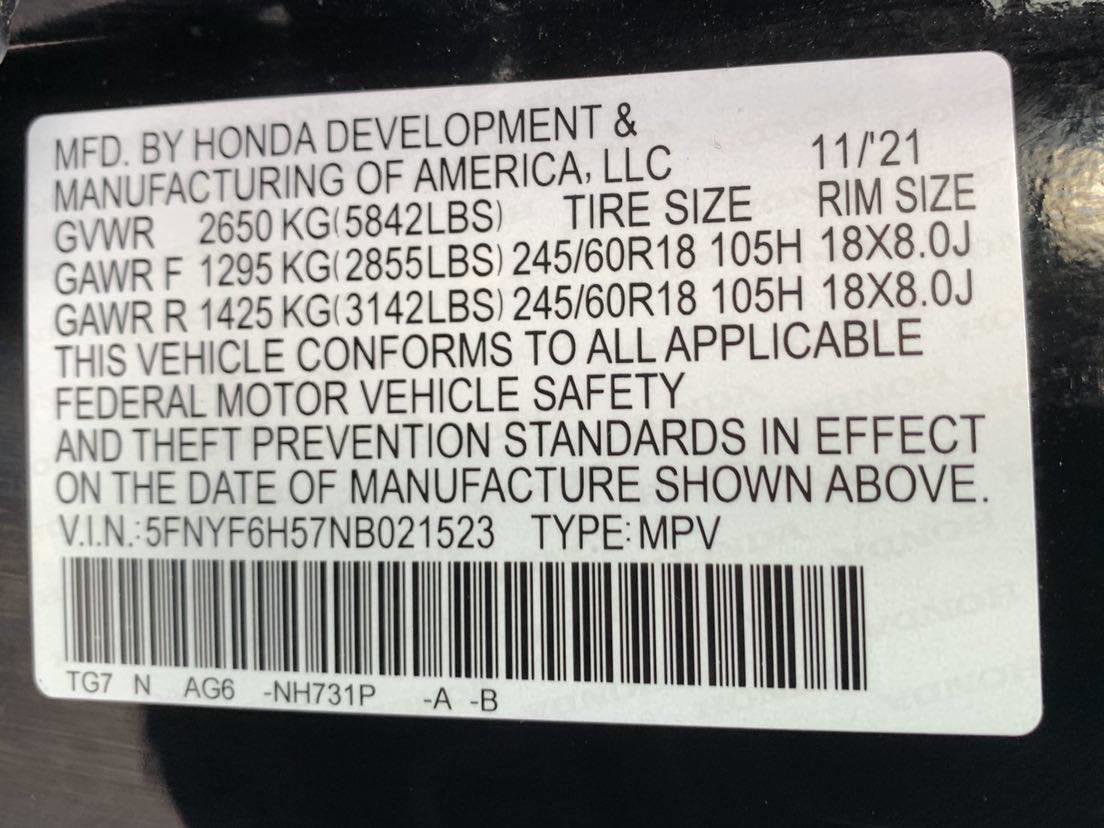 MFD. BY HONDA DEVELOPMENT &
MANUFACTURING OF AMERICA, LLC 11/'21
GVWR 2650 KG(5842LBS) TIRE SIZE RIM SIZE
GAWR F 1295 KG(2855LBS) 245/60R18 105H 18X8.0J
GAWR R 1425 KG(3142LBS) 245/60R18 105H 18X8.0J
THIS VEHICLE CONFORMS TO ALL APPLICABLE
FEDERAL MOTOR VEHICLE SAFETY
AND THEFT PREVENTION STANDARDS IN EFFECT
ON THE DATE OF MANUFACTURE SHOWN ABOVE.
V.I.N.:5FNYF6H57NB021523 TYPE:MPV
TG7 N AG6 -NH731P -A -B